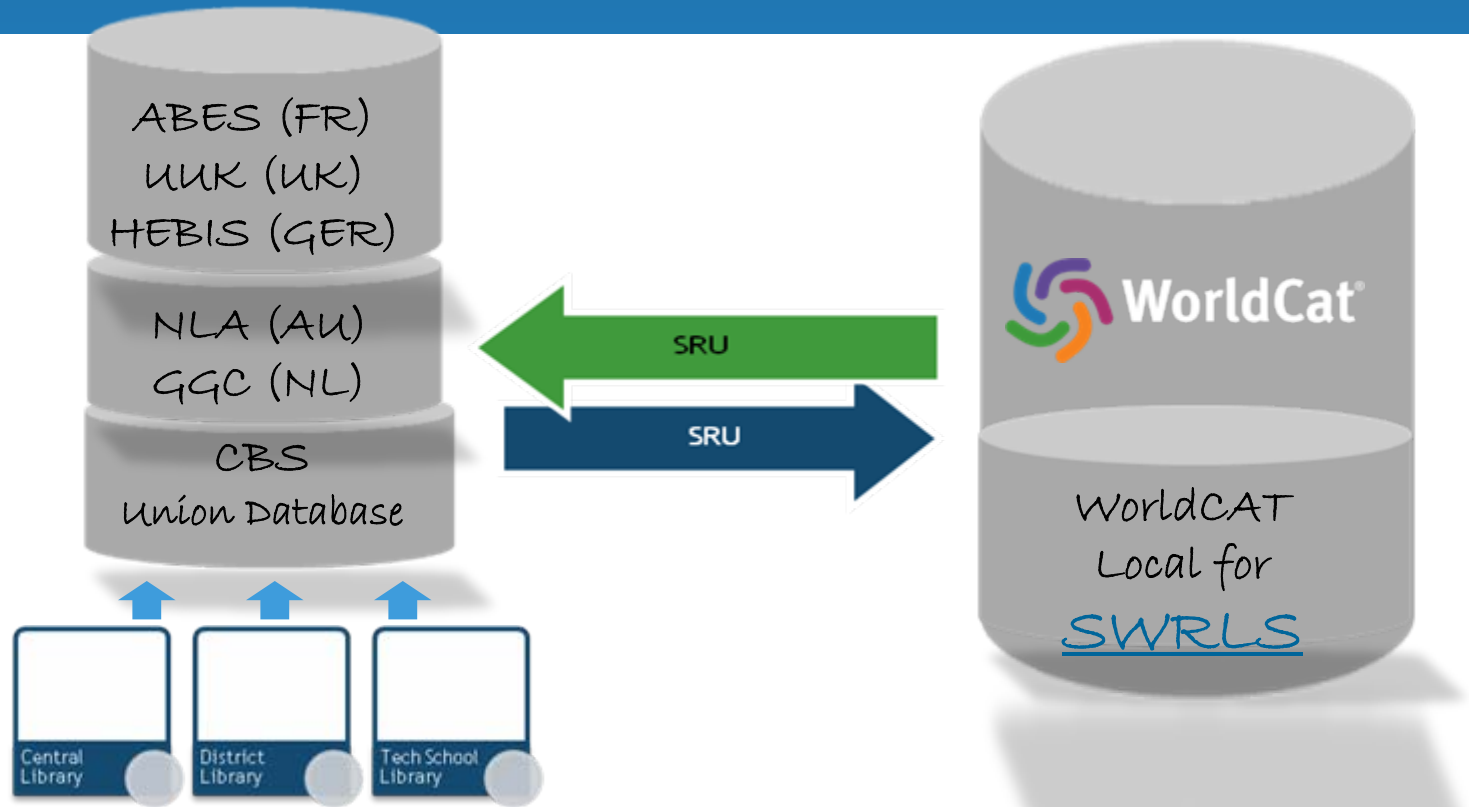 ABES (FR)
UUK (UK)
HEBIS (GER)
NLA (AU)
GGC (NL)
CBS
Union Database
Central
Library
District
Library
Tech School
Library
SRU
SRU
WorldCat®
WorldCAT
Local for
SWRLS